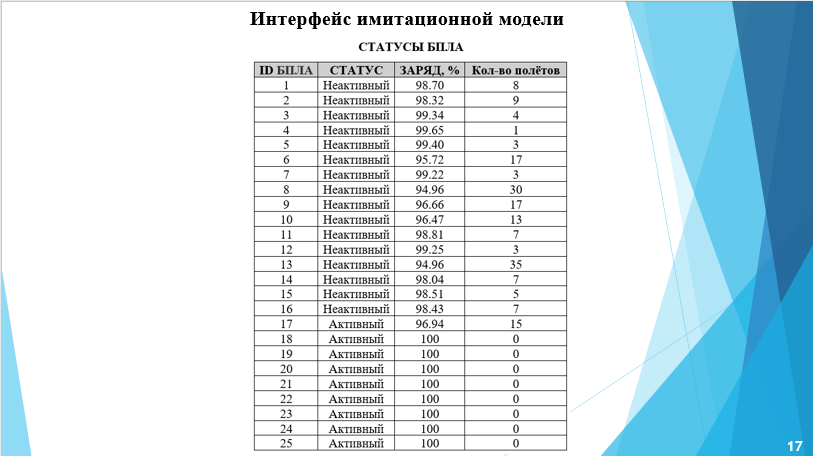 Интерфейс имитационной модели
СТАТУСЫ БПЛА
ID БПЛА СТАТУС ЗАРЯД, % Кол-во полётов
1 Неактивный 98.70 8
2 Неактивный 98.32 9
3 Неактивный 99.34 4
4 Неактивный 99.65 1
5 Неактивный 99.40 3
6 Неактивный 95.72 17
7 Неактивный 99.22 3
8 Неактивный 94.96 30
9 Неактивный 96.66 17
10 Неактивный 96.47 13
11 Неактивный 98.81 7
12 Неактивный 99.25 3
13 Неактивный 94.96 35
14 Неактивный 98.04 7
15 Неактивный 98.51 5
16 Неактивный 98.43 7
17 Активный 96.94 15
18 Активный 100 0
19 Активный 100 0
20 Активный 100 0
21 Активный 100 0
22 Активный 100 0
23 Активный 100 0
24 Активный 100 0
25 Активный 100 0
17